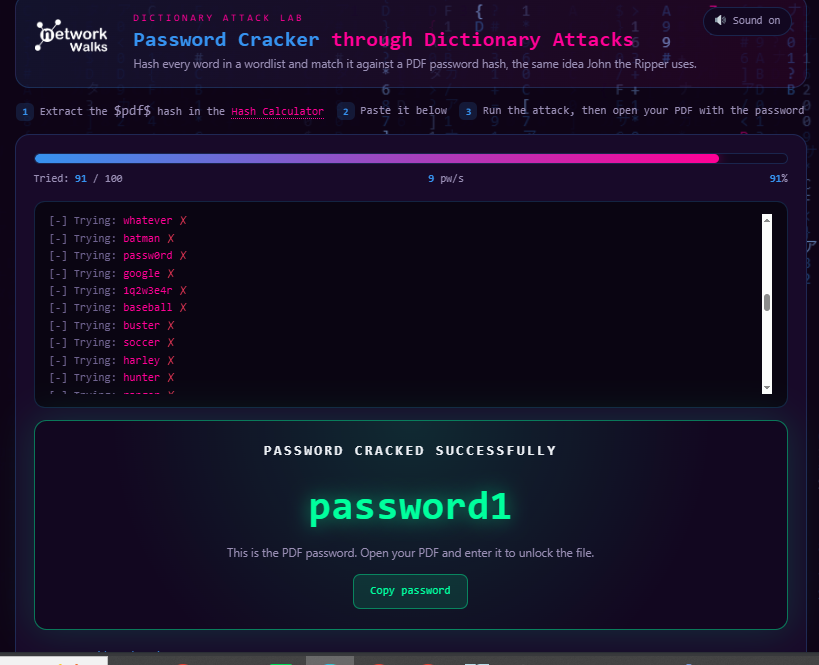 network
Walks
DICTIONARY ATTACK LAB
Password Cracker through Dictionary Attacks
Hash every word in a wordlist and match it against a PDF password hash, the same idea John the Ripper uses.
Sound on
1 Extract the $pdf$ hash in the Hash Calculator 2 Paste it below 3 Run the attack, then open your PDF with the password
Tried: 91 / 100 9 pw/s 91%
[-] Trying: whatever ✗
[-] Trying: batman ✗
[-] Trying: passw0rd ✗
[-] Trying: google ✗
[-] Trying: 1q2w3e4r ✗
[-] Trying: baseball ✗
[-] Trying: buster ✗
[-] Trying: soccer ✗
[-] Trying: harley ✗
[-] Trying: hunter ✗
[-] Trying:
PASSWORD CRACKED SUCCESSFULLY
password1
This is the PDF password. Open your PDF and enter it to unlock the file.
Copy password